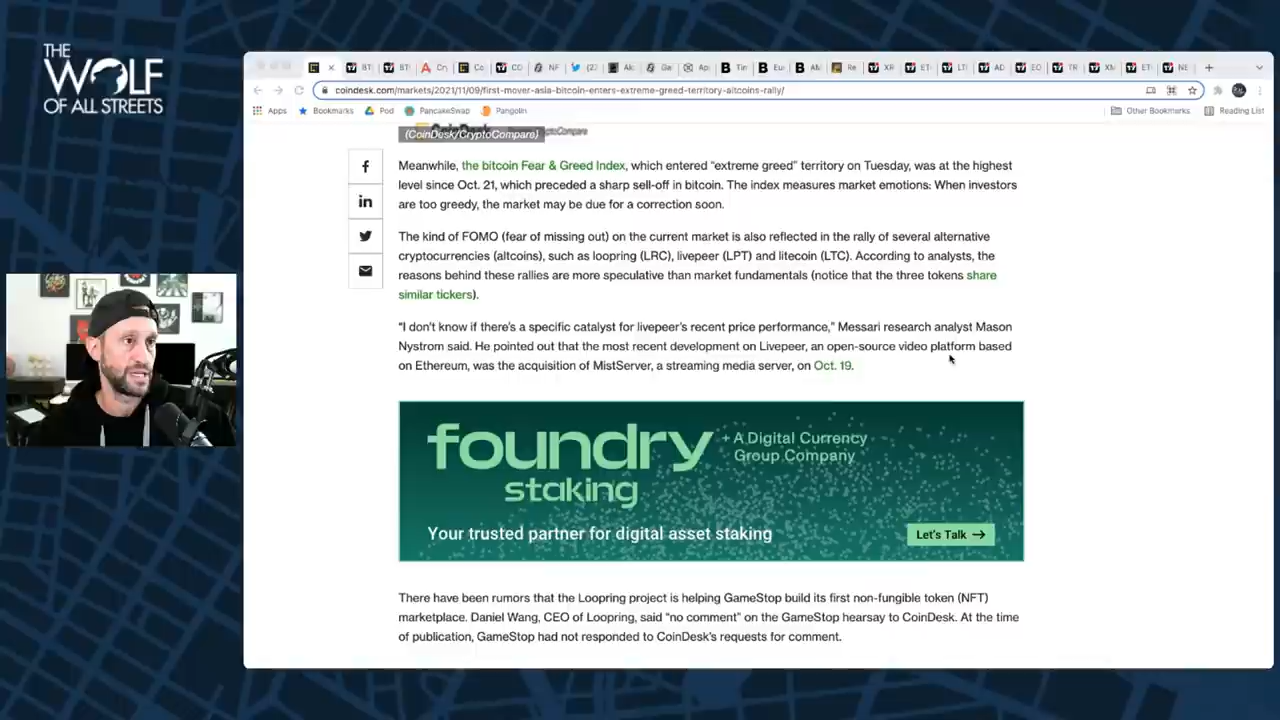 THE
WOLF
OF ALL STREETS
coindesk.com/markets/2021/11/09/first-mover-asia-bitcoin-enters-extreme-greed-territory-altcoins-rally/
Apps
Bookmarks
Pod
PancakeSwap
Pangolin
Other Bookmarks
Reading List
(CoinDesk/CryptoCompare)
Meanwhile, the bitcoin Fear & Greed Index, which entered “extreme greed” territory on Tuesday, was at the highest
level since Oct. 21, which preceded a sharp sell-off in bitcoin. The index measures market emotions: When investors
are too greedy, the market may be due for a correction soon.
The kind of FOMO (fear of missing out) on the current market is also reflected in the rally of several alternative
cryptocurrencies (altcoins), such as loopring (LRC), livepeer (LPT) and litecoin (LTC). According to analysts, the
reasons behind these rallies are more speculative than market fundamentals (notice that the three tokens share
similar tickers).
“I don’t know if there’s a specific catalyst for livepeer’s recent price performance,” Messari research analyst Mason
Nystrom said. He pointed out that the most recent development on Livepeer, an open-source video platform based
on Ethereum, was the acquisition of MistServer, a streaming media server, on Oct. 19.
foundry
staking
+ A Digital Currency
Group Company
Your trusted partner for digital asset staking
Let's Talk →
There have been rumors that the Loopring project is helping GameStop build its first non-fungible token (NFT)
marketplace. Daniel Wang, CEO of Loopring, said “no comment” on the GameStop hearsay to CoinDesk. At the time
of publication, GameStop had not responded to CoinDesk’s requests for comment.